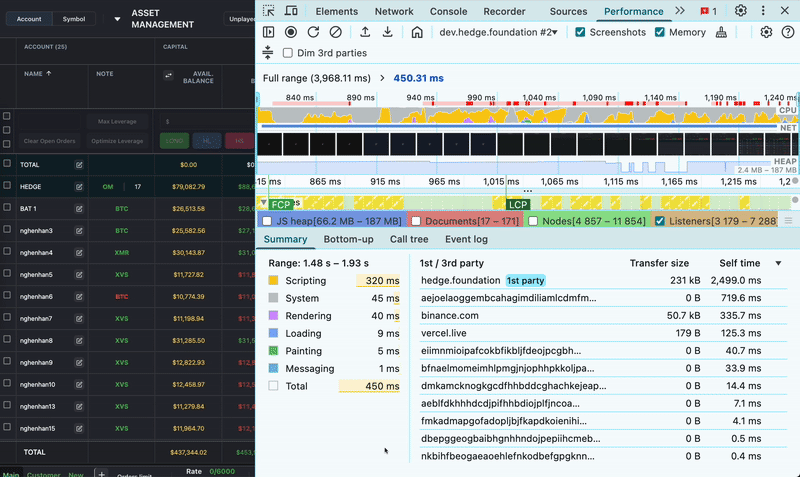 Account Symbol
ASSET
MANAGEMENT
Unplayed
ACCOUNT (25) CAPITAL
NAME NOTE AVAIL.
BALANCE
Max Leverage $
Clear Open Orders Optimize Leverage LONG HL HS
TOTAL $0.00
HEDGE OM 17 $79,082.79 $88,
BAT 1 BTC $26,513.58 $28,
nghenhan3 BTC $25,582.56 $27,
nghenhan4 XMR $30,143.87
nghenhan5 XVS $11,727.82
nghenhan6 BTC $10,774.39
nghenhan7 XVS $11,198.94
nghenhan8 XVS $31,285.50
nghenhan9 XVS $12,822.93
nghenhan10 XVS $12,458.97
nghenhan13 XVS $11,279.84
nghenhan15 XVS $11,964.70
TOTAL $437,344.02 $453,
Main Customer New Orders limit Rate 0/6000
Elements Network Console Recorder Sources Performance 1
dev.hedge.foundation #2 Screenshots Memory
Dim 3rd parties
Full range (3,968.11 ms) 450.31 ms
840 ms 890 ms 940 ms 990 ms 1,040 ms 1,090 ms 1,140 ms 1,190 ms 1,240 ms
CPU
NET
HEAP
2.4 MB – 187 MB
15 ms 865 ms 915 ms 965 ms 1,015 ms 1,065 ms 1,115 ms 1,165 ms 1,215 ms
FCP LCP
JS heap[66.2 MB – 187 MB] Documents[17 – 171] Nodes[4 857 – 11 854] Listeners[3 179 – 7 288]
Summary Bottom-up Call tree Event log
Range: 1.48 s – 1.93 s
Scripting 320 ms
System 45 ms
Rendering 40 ms
Loading 9 ms
Painting 5 ms
Messaging 1 ms
Total 450 ms
1st / 3rd party Transfer size Self time
hedge.foundation 1st party 231 kB 2,499.0 ms
aejoelaoggembcahagimdiliamlcdmfm... 0 B 719.6 ms
binance.com 50.7 kB 335.7 ms
vercel.live 179 B 125.3 ms
eiimnmioipafcokbfikbljfdeojpcgbh... 0 B 40.7 ms
bfnaelmomeimhlpmgjnjophhpkkoljpa... 0 B 33.9 ms
dmkamcknogkgcdfhhbddcghachkejeap... 0 B 14.4 ms
aeblfdkhhhdcdjpifhhbdiojplfjncoa... 0 B 7.1 ms
fmkadmapgofadopljbjfkapdkoienihi... 0 B 4.1 ms
dbepggeogbaibhgnhhndojpepiihcmeb... 0 B 0.5 ms
nkbihfbeogaeaoehlefnkodbefgpgknn... 0 B 0.4 ms